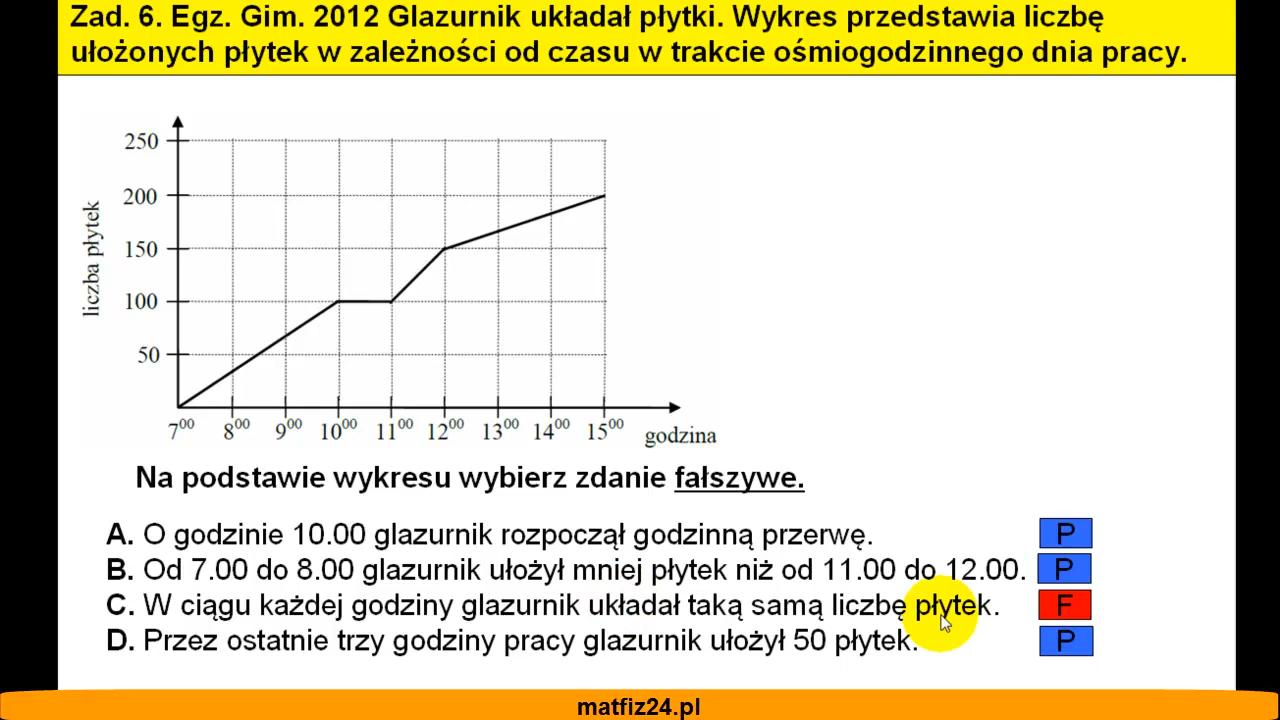 Zad. 6. Egz. Gim. 2012 Glazurnik układał płytki. Wykres przedstawia liczbę
ułożonych płytek w zależności od czasu w trakcie ośmiogodzinnego dnia pracy.
250
200
150
100
50
liczba płytek
7⁰⁰ 8⁰⁰ 9⁰⁰ 10⁰⁰ 11⁰⁰ 12⁰⁰ 13⁰⁰ 14⁰⁰ 15⁰⁰ godzina
Na podstawie wykresu wybierz zdanie fałszywe.
A. O godzinie 10.00 glazurnik rozpoczął godzinną przerwę. P
B. Od 7.00 do 8.00 glazurnik ułożył mniej płytek niż od 11.00 do 12.00. P
C. W ciągu każdej godziny glazurnik układał taką samą liczbę płytek. F
D. Przez ostatnie trzy godziny pracy glazurnik ułożył 50 płytek. P
matfiz24.pl